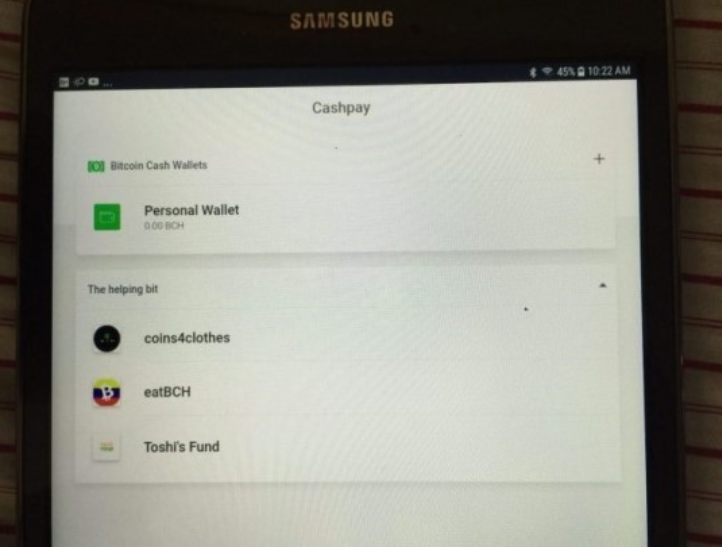 SAMSUNG
45% 10:22 AM
Cashpay
Bitcoin Cash Wallets
+
Personal Wallet
0.00 BCH
The helping bit
coins4clothes
eatBCH
Toshi's Fund